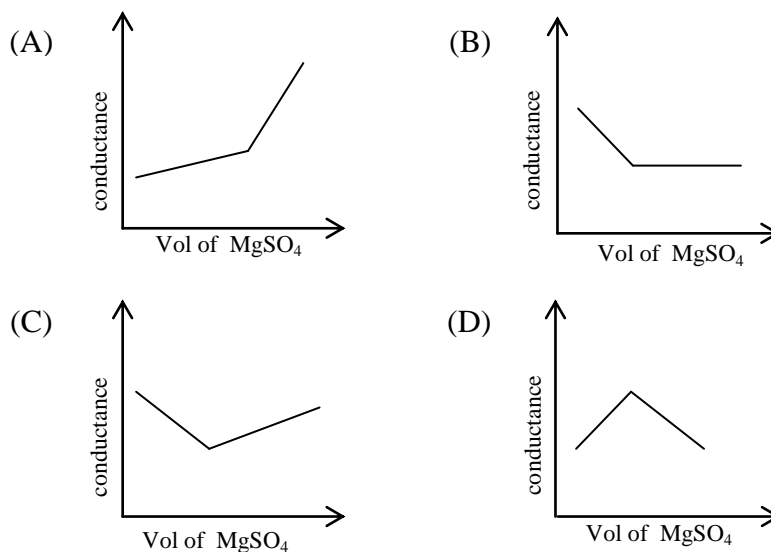 (A)
conductance
Vol of MgSO₄
(B)
conductance
Vol of MgSO₄
(C)
conductance
Vol of MgSO₄
(D)
conductance
Vol of MgSO₄